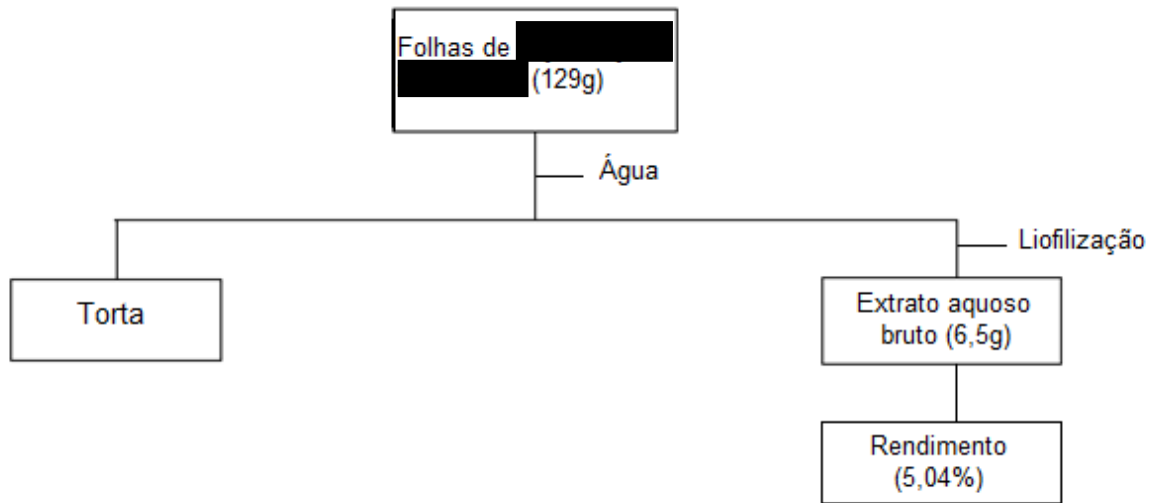 Folhas de
(129g)
Água
Liofilização
Torta
Extrato aquoso
bruto (6,5g)
Rendimento
(5,04%)